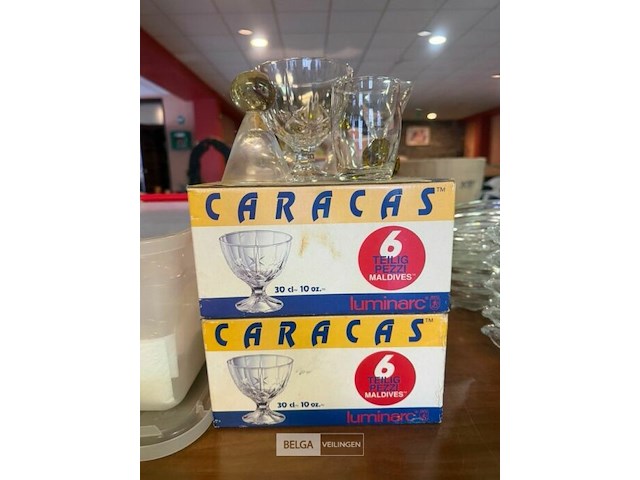 CARACAS™
6
TEILIG
PEZZI
MALDIVES™
30 cl - 10 oz.
luminarc®
CARACAS™
6
TEILIG
PEZZI
MALDIVES™
30 cl - 10 oz.
luminarc®
BELGA VEILINGEN